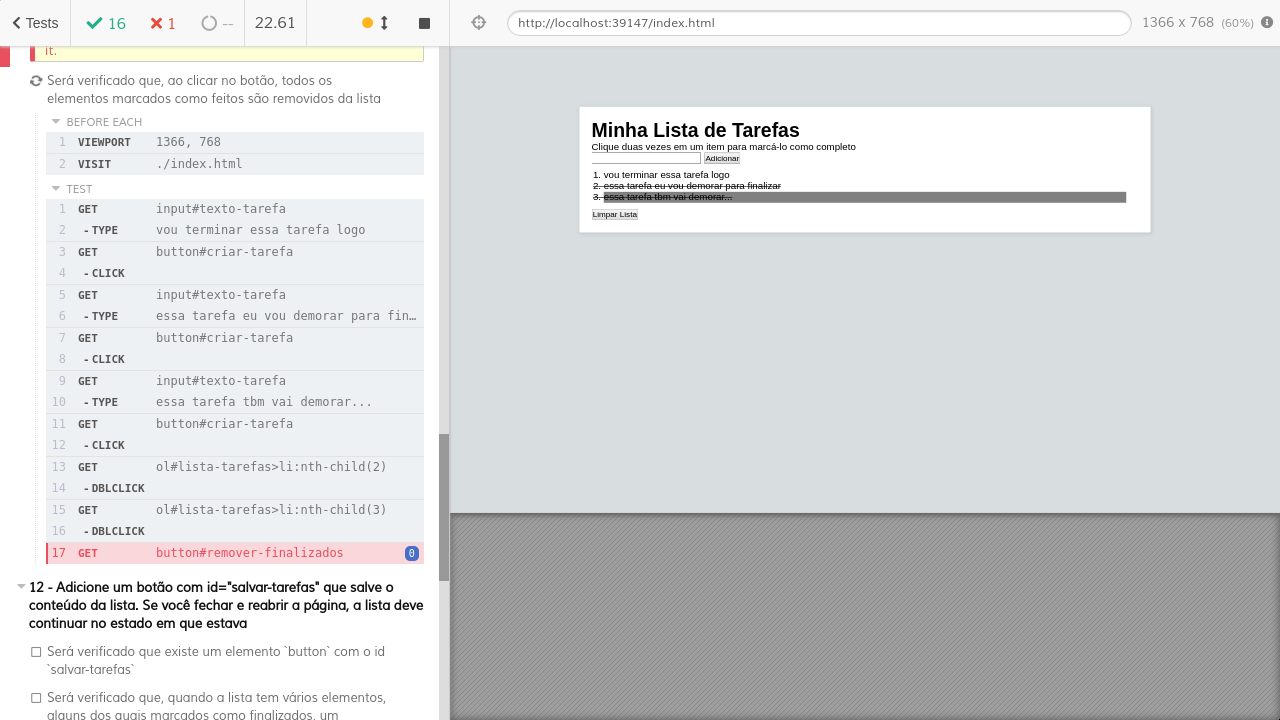 Tests
16
1
--
22.61
http://localhost:39147/index.html
1366 x 768 (60%)
it.
Será verificado que, ao clicar no botão, todos os
elementos marcados como feitos são removidos da lista
BEFORE EACH
1 VIEWPORT 1366, 768
2 VISIT ./index.html
TEST
1 GET input#texto-tarefa
2 -TYPE vou terminar essa tarefa logo
3 GET button#criar-tarefa
4 -CLICK
5 GET input#texto-tarefa
6 -TYPE essa tarefa eu vou demorar para fin…
7 GET button#criar-tarefa
8 -CLICK
9 GET input#texto-tarefa
10 -TYPE essa tarefa tbm vai demorar...
11 GET button#criar-tarefa
12 -CLICK
13 GET ol#lista-tarefas>li:nth-child(2)
14 -DBLCLICK
15 GET ol#lista-tarefas>li:nth-child(3)
16 -DBLCLICK
17 GET button#remover-finalizados 0
12 - Adicione um botão com id="salvar-tarefas" que salve o
conteúdo da lista. Se você fechar e reabrir a página, a lista deve
continuar no estado em que estava
Será verificado que existe um elemento `button` com o id
`salvar-tarefas`
Será verificado que, quando a lista tem vários elementos,
alguns dos quais marcados como finalizados, um
Minha Lista de Tarefas
Clique duas vezes em um item para marcá-lo como completo
Adicionar
1. vou terminar essa tarefa logo
2. essa tarefa eu vou demorar para finalizar
3. essa tarefa tbm vai demorar...
Limpar Lista